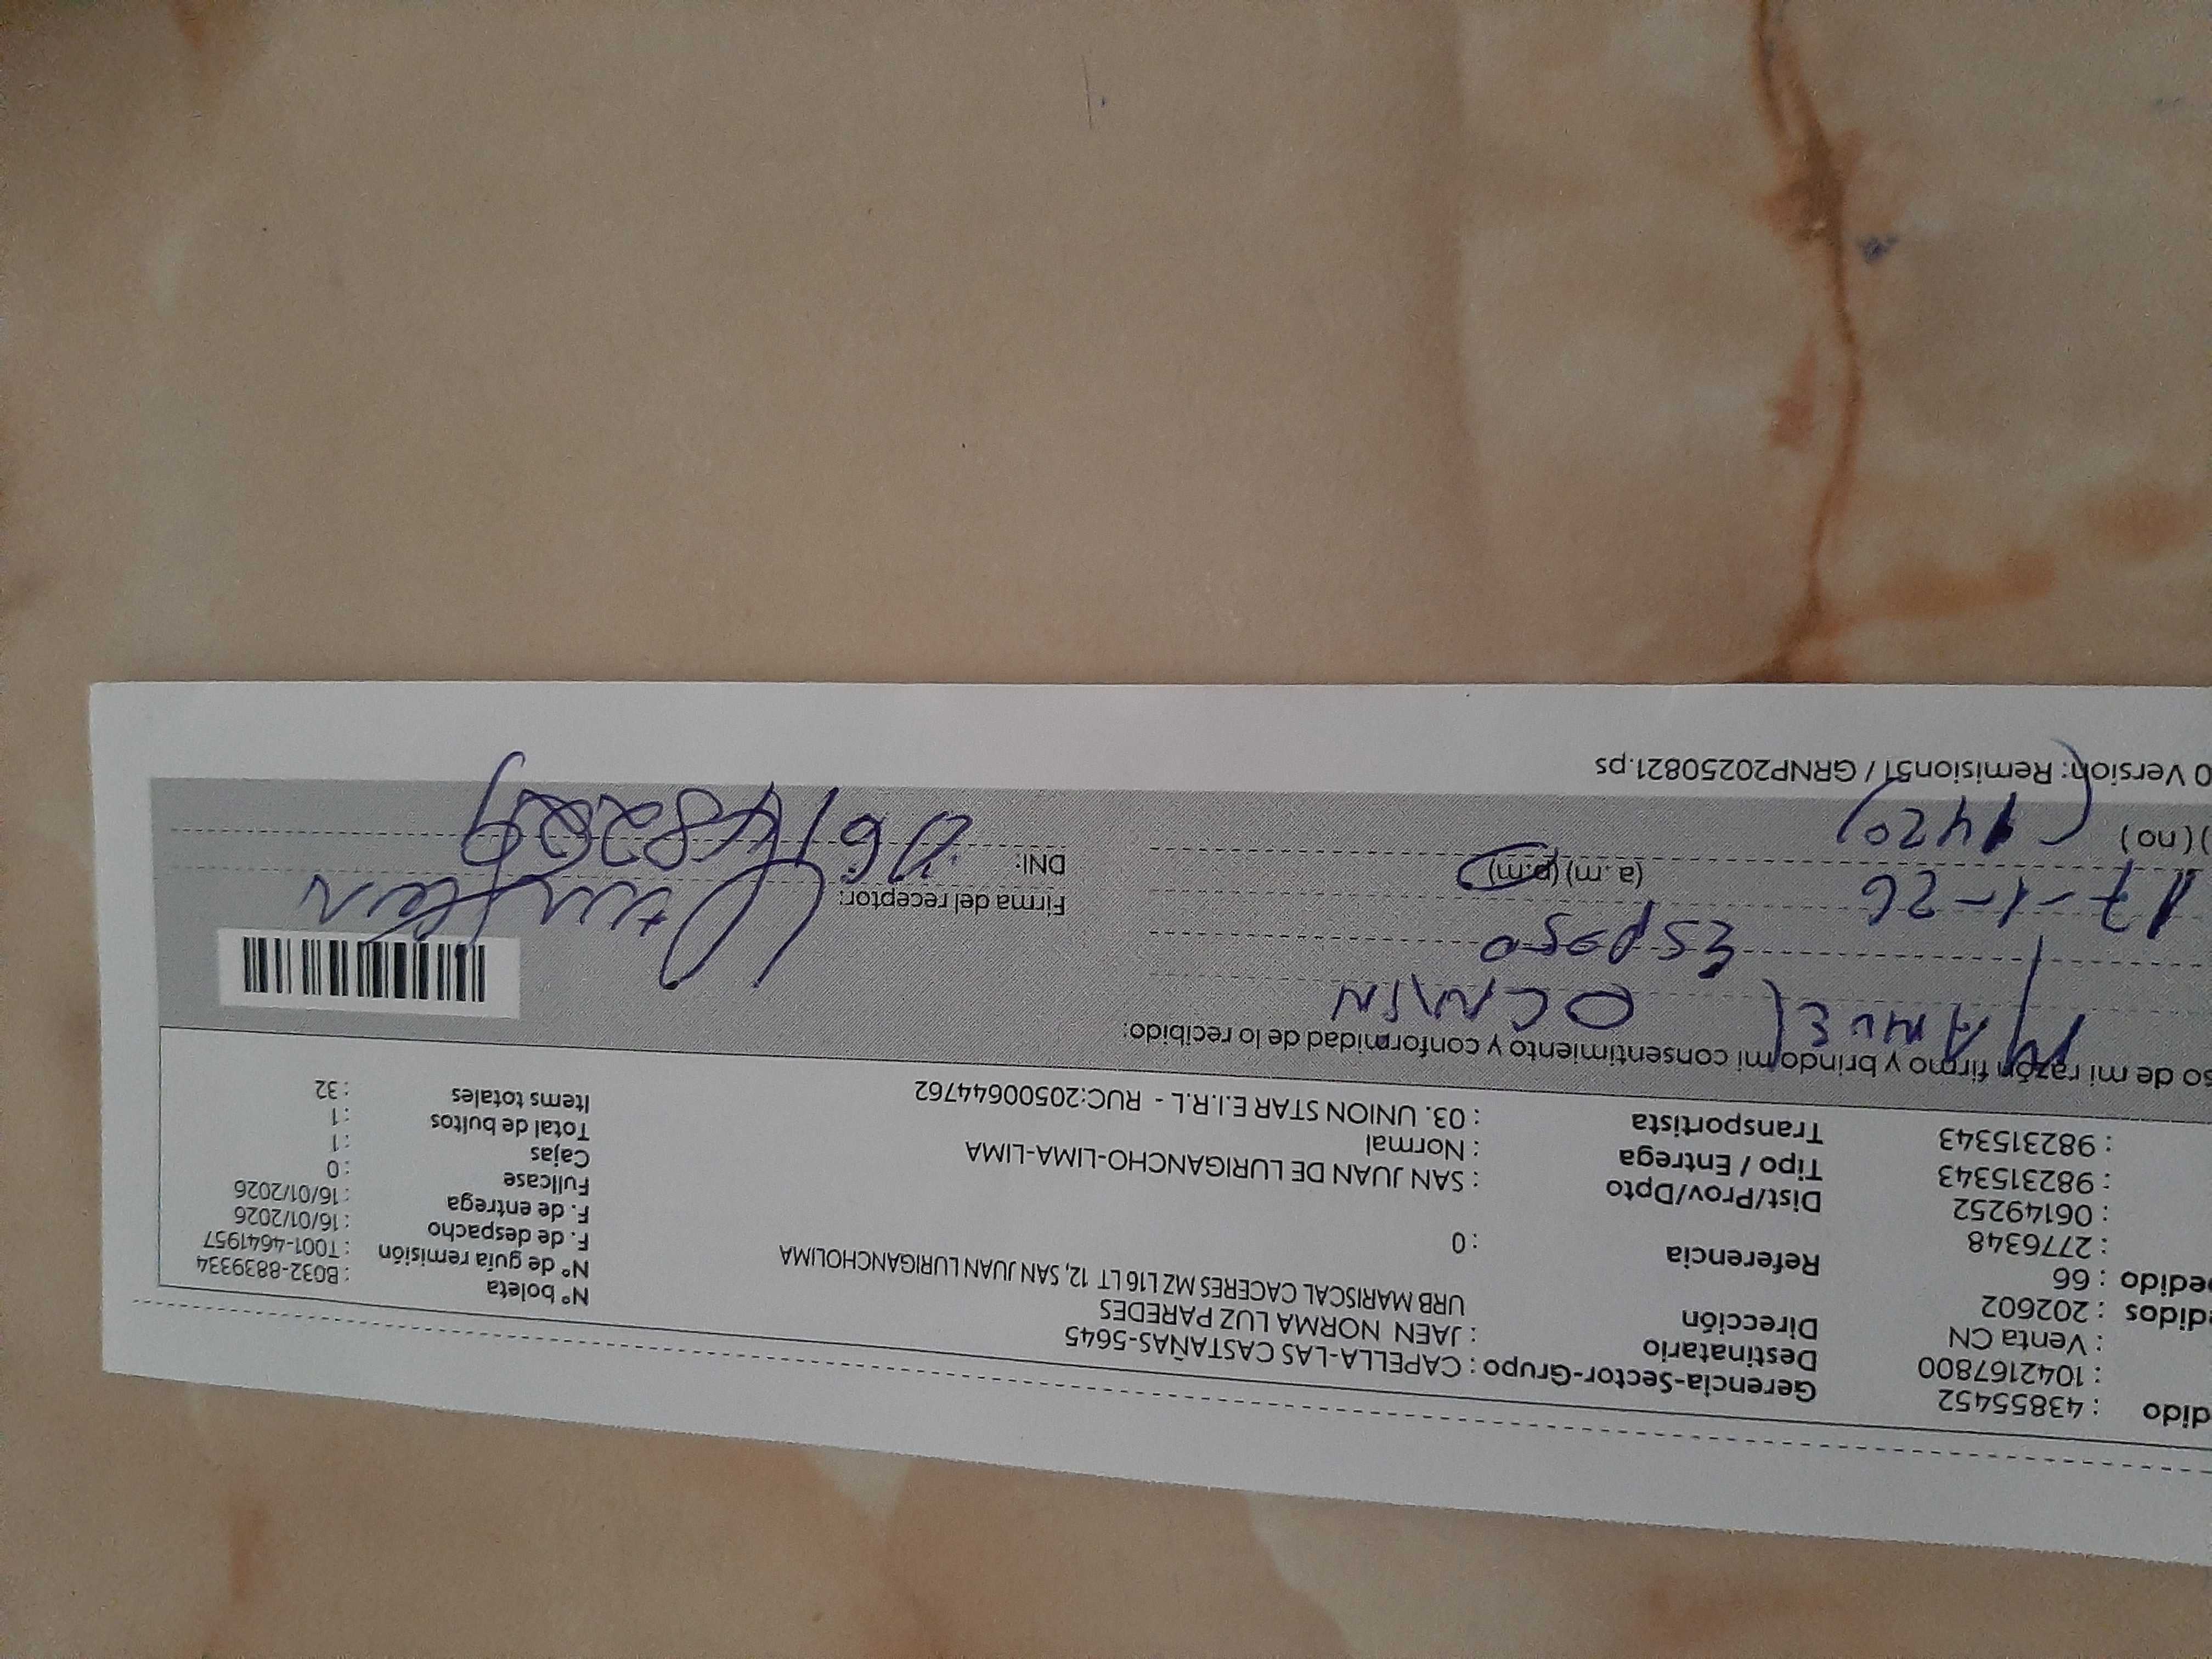 dido : 43855452 Gerencia-Sector-Grupo : CAPELLA-LAS CASTAÑAS-5645
: 1042167800 Destinatario : JAEN NORMA LUZ PAREDES Nº boleta : B032-8839334
: Venta CN Dirección URB MARISCAL CACERES MZ L16 LT 12, SAN JUAN LURIGANCHOLIMA Nº de guía remisión : T001-4641957
edidos : 202602 F. de despacho : 16/01/2026
edido : 66 Referencia : 0 F. de entrega : 16/01/2026
: 2776348 Fullcase : 0
: 06149252 Dist/Prov/Dpto : SAN JUAN DE LURIGANCHO-LIMA-LIMA Cajas : 1
: 982315343 Tipo / Entrega : Normal Total de bultos : 1
: 982315343 Transportista : 03. UNION STAR E.I.R.L - RUC:20500644762 Items totales : 32
so de mi razón firmo y brindo mi consentimiento y conformidad de lo recibido:
MANUEL
Esposo
Firma del receptor:
17-1-26 (a.m) (p.m) DNI:
) ( no ) (1420)
0 Versión: Remision51 / GRNP20250821.ps